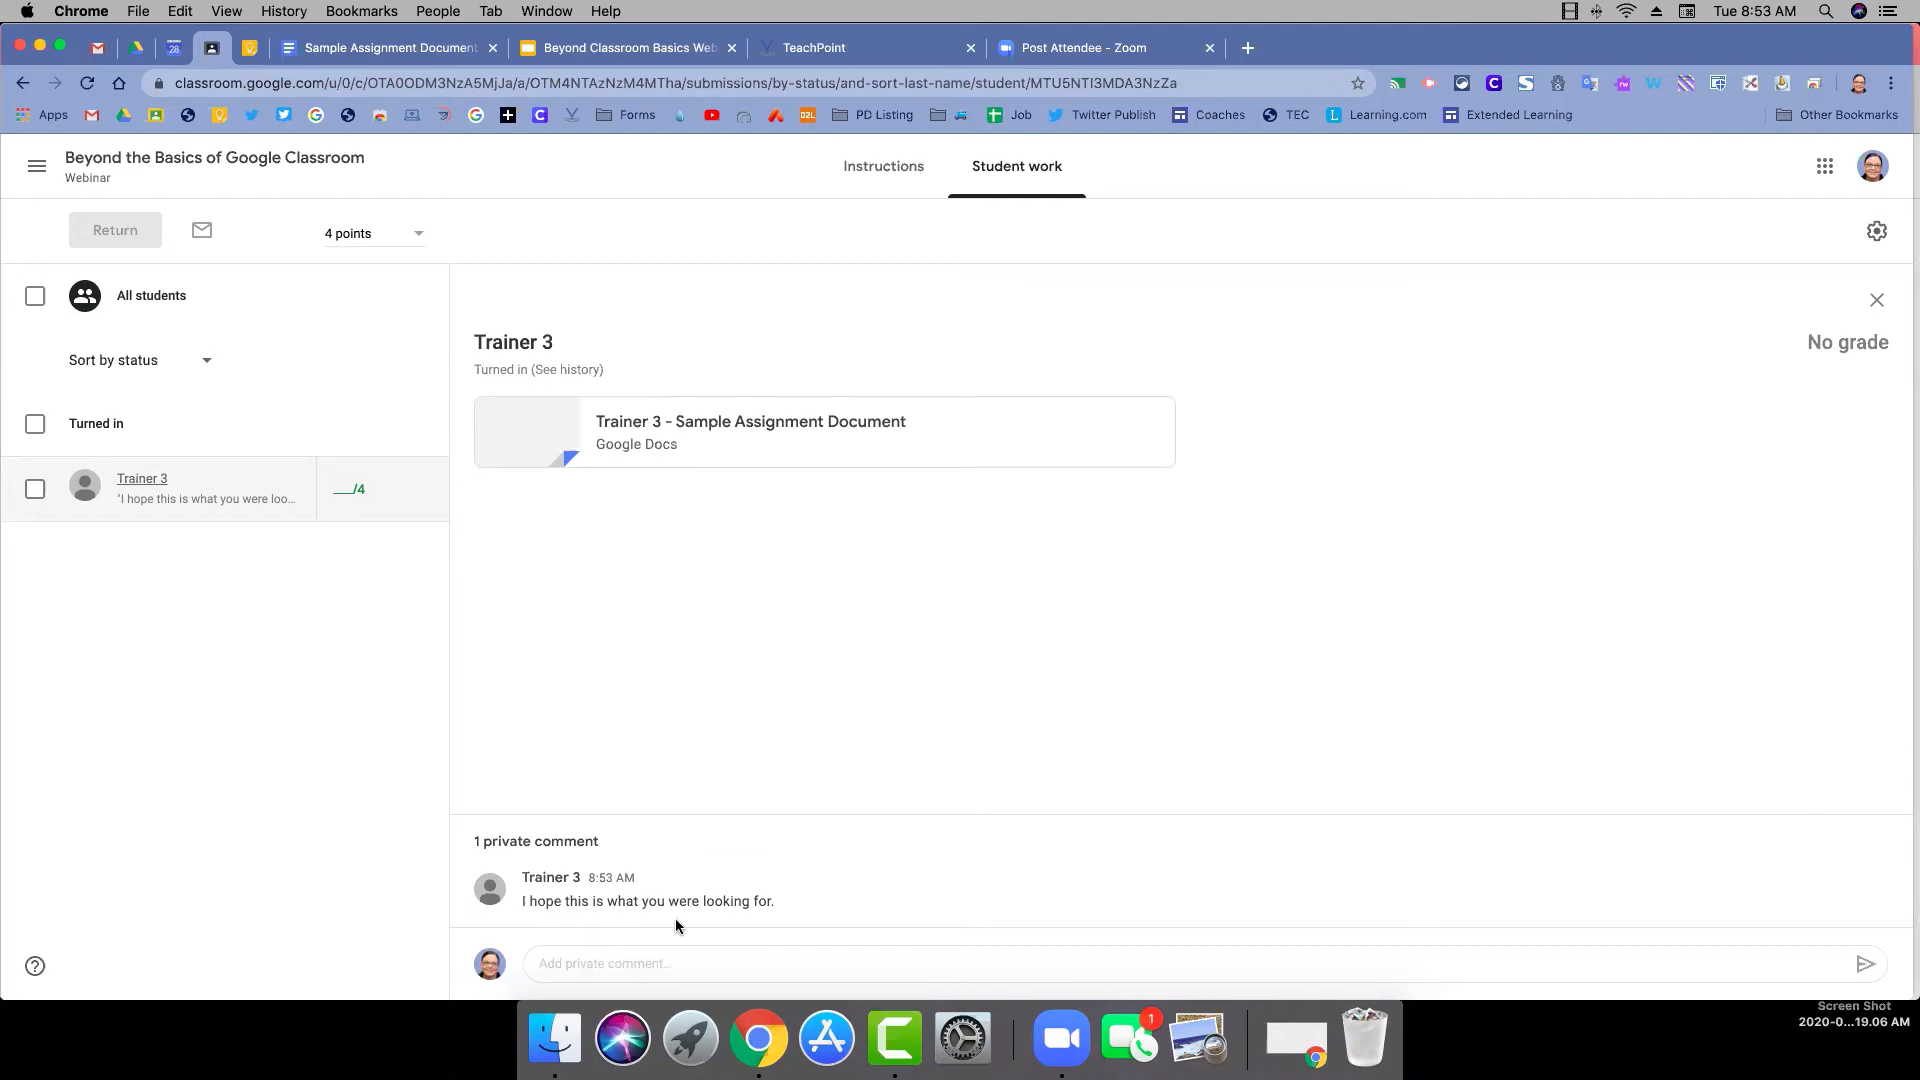 Chrome File Edit View History Bookmarks People Tab Window Help Tue 8:53 AM
28 Sample Assignment Document Beyond Classroom Basics Web TeachPoint Post Attendee - Zoom
classroom.google.com/u/0/c/OTA0ODM3NzA5MjJa/a/OTM4NTAzNzM4MTha/submissions/by-status/and-sort-last-name/student/MTU5NTI3MDA3NzZa
Apps Forms D2L PD Listing Job Twitter Publish Coaches TEC Learning.com Extended Learning Other Bookmarks
Beyond the Basics of Google Classroom
Webinar
Instructions Student work
Return 4 points
All students
Sort by status
Turned in
Trainer 3
"I hope this is what you were loo...
___/4
Trainer 3 No grade
Turned in (See history)
Trainer 3 - Sample Assignment Document
Google Docs
1 private comment
Trainer 3 8:53 AM
I hope this is what you were looking for.
Add private comment...
1
Screen Shot
2020-0...19.06 AM